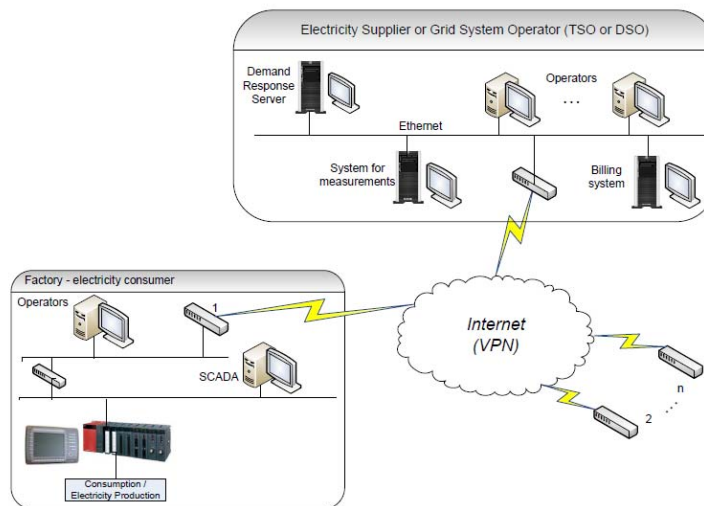 Electricity Supplier or Grid System Operator (TSO or DSO)
Demand
Response
Server
Operators
...
Ethernet
System for
measurements
Billing
system
Factory - electricity consumer
Operators
1
SCADA
Internet
(VPN)
n
2
Consumption /
Electricity Production